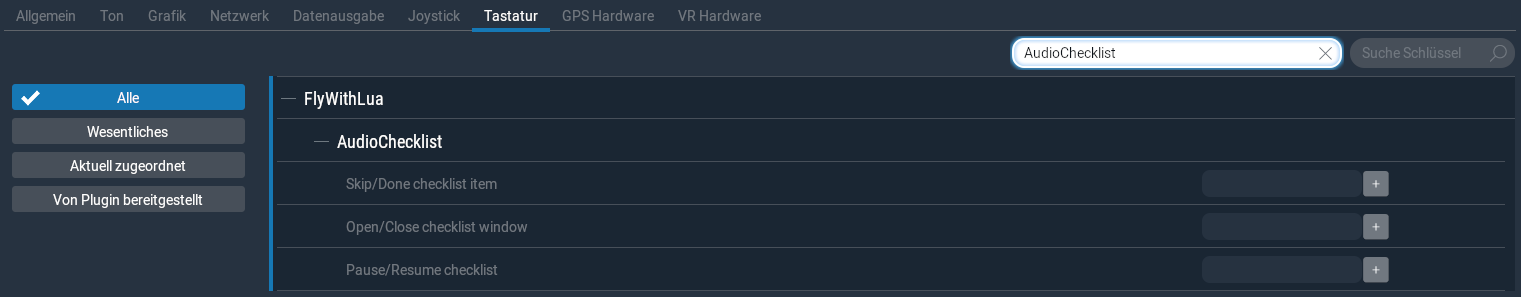 Allgemein Ton Grafik Netzwerk Datenausgabe Joystick Tastatur GPS Hardware VR Hardware
AudioChecklist Suche Schlüssel
Alle
Wesentliches
Aktuell zugeordnet
Von Plugin bereitgestellt
FlyWithLua
AudioChecklist
Skip/Done checklist item +
Open/Close checklist window +
Pause/Resume checklist +